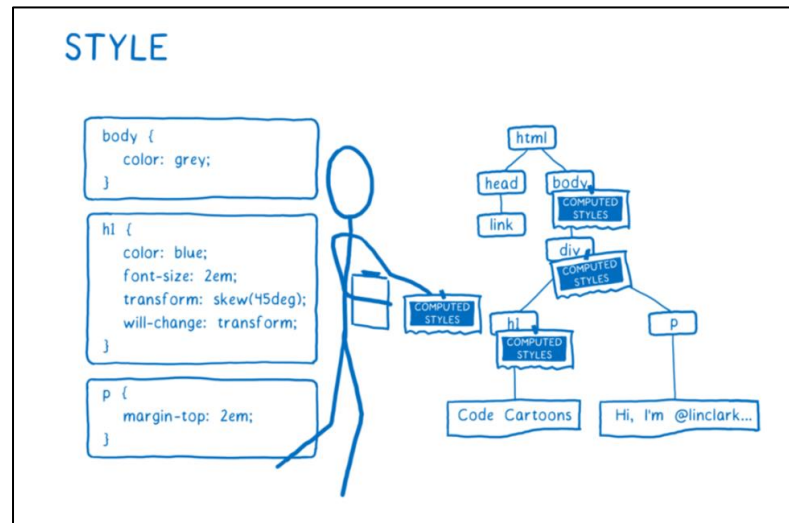 STYLE
body {
color: grey;
}
h1 {
color: blue;
font-size: 2em;
transform: skew(45deg);
will-change: transform;
}
p {
margin-top: 2em;
}
COMPUTED
STYLES
html
head
body
COMPUTED
STYLES
link
div
COMPUTED
STYLES
h1
COMPUTED
STYLES
p
Code Cartoons
Hi, I'm @linclark...